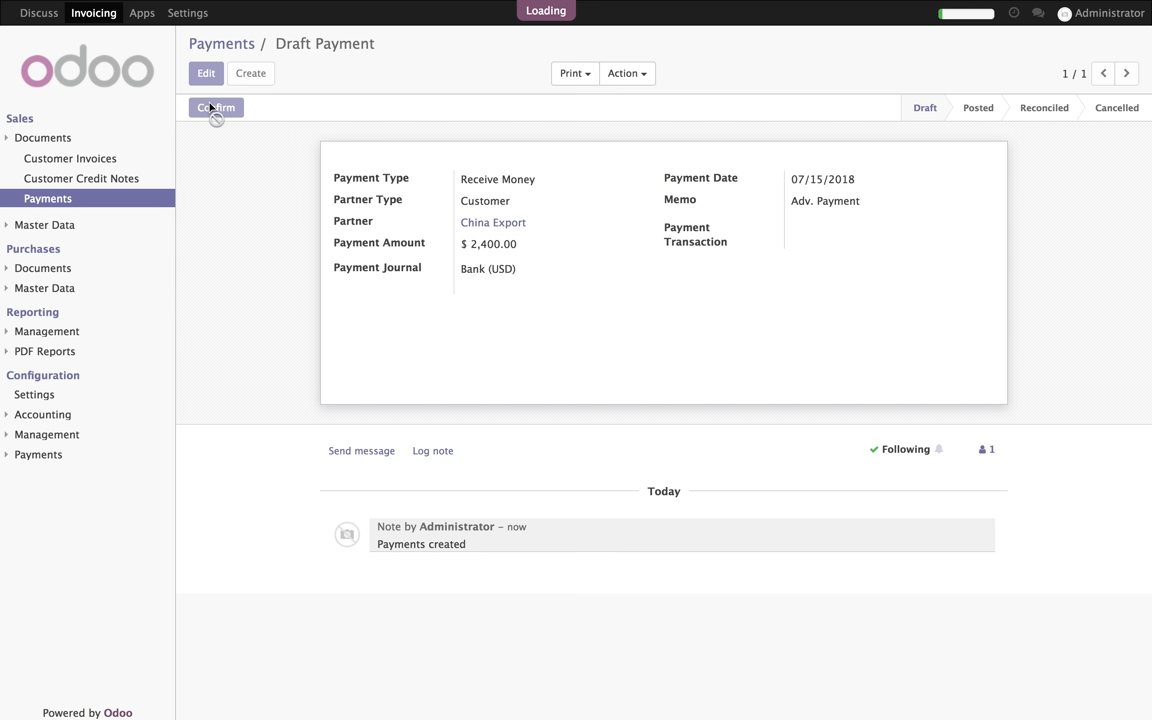 Discuss Invoicing Apps Settings Loading Administrator
odoo
Payments / Draft Payment
Edit Create Print Action 1 / 1
Confirm Draft Posted Reconciled Cancelled
Sales
Documents
Customer Invoices
Customer Credit Notes
Payments
Master Data
Purchases
Documents
Master Data
Reporting
Management
PDF Reports
Configuration
Settings
Accounting
Management
Payments
Powered by Odoo
Payment Type Receive Money
Partner Type Customer
Partner China Export
Payment Amount $ 2,400.00
Payment Journal Bank (USD)
Payment Date 07/15/2018
Memo Adv. Payment
Payment
Transaction
Send message Log note Following 1
Today
Note by Administrator – now
Payments created